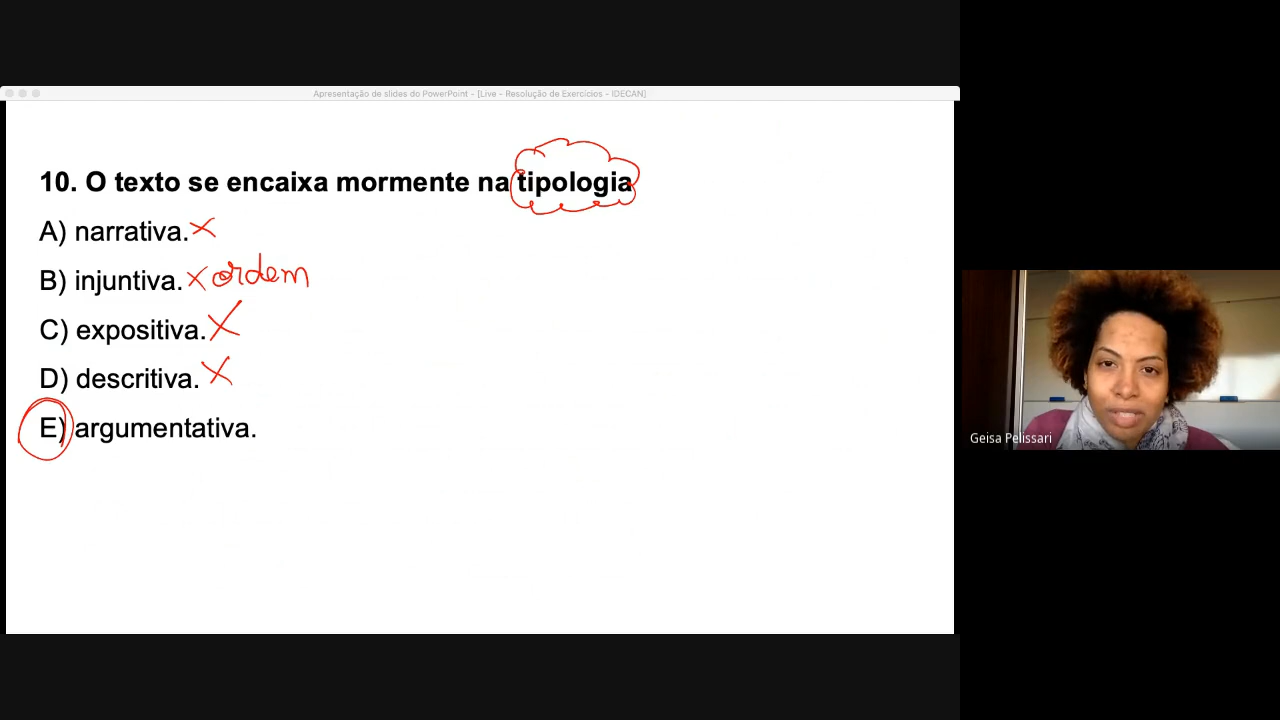 Apresentação de slides do PowerPoint - [Live - Resolução de Exercícios - IDECAN]
10. O texto se encaixa mormente na tipologia
A) narrativa. X
B) injuntiva. X ordem
C) expositiva. X
D) descritiva. X
E) argumentativa.
Geisa Pelissari